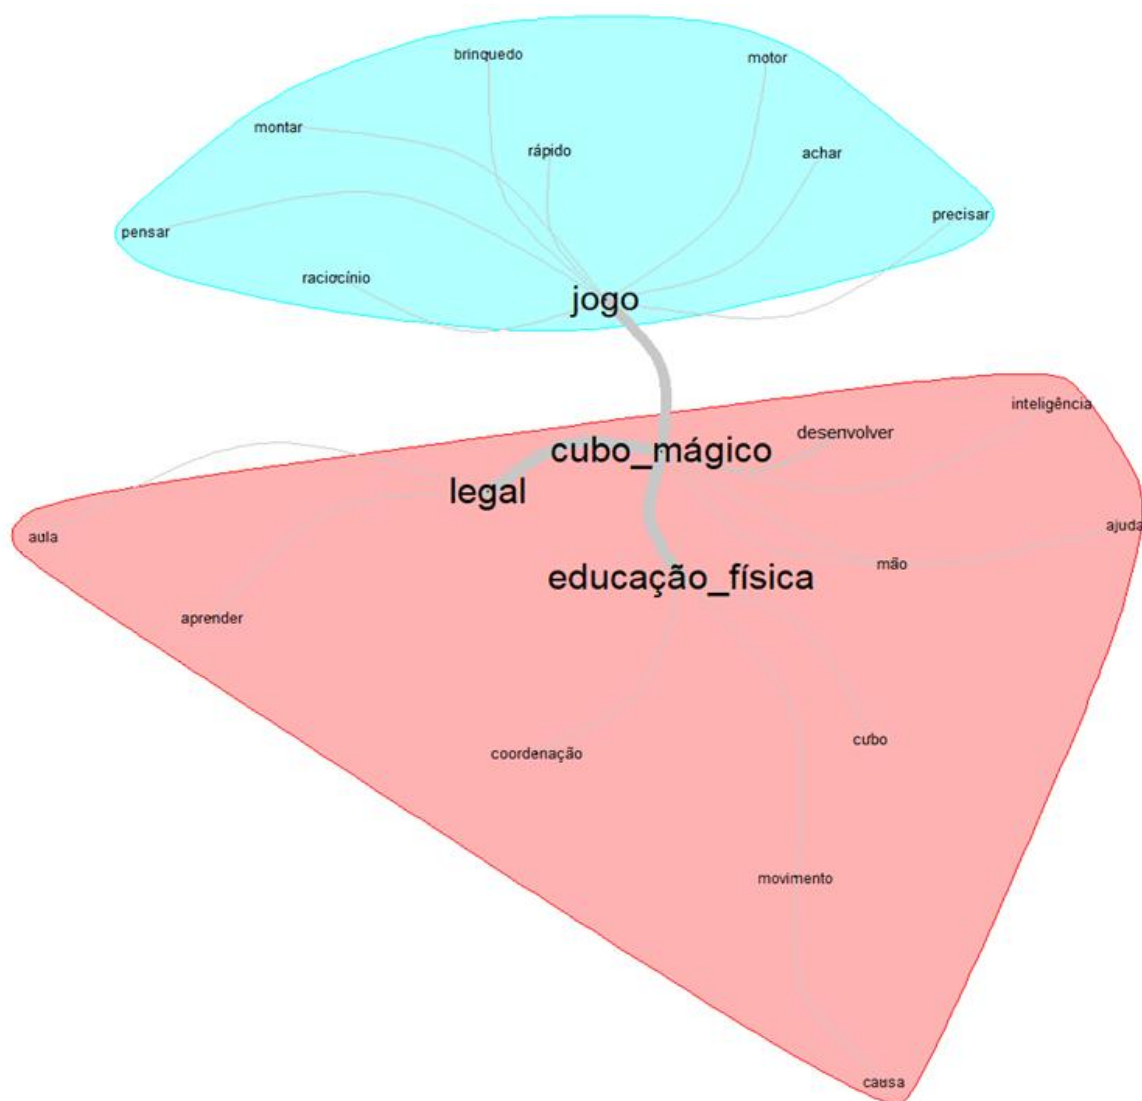 brinquedo
motor
montar
rápido
achar
precisar
pensar
raciocínio
jogo
inteligência
desenvolver
cubo_mágico
legal
ajuda
aula
mão
educação_física
aprender
cubo
coordenação
movimento
causa